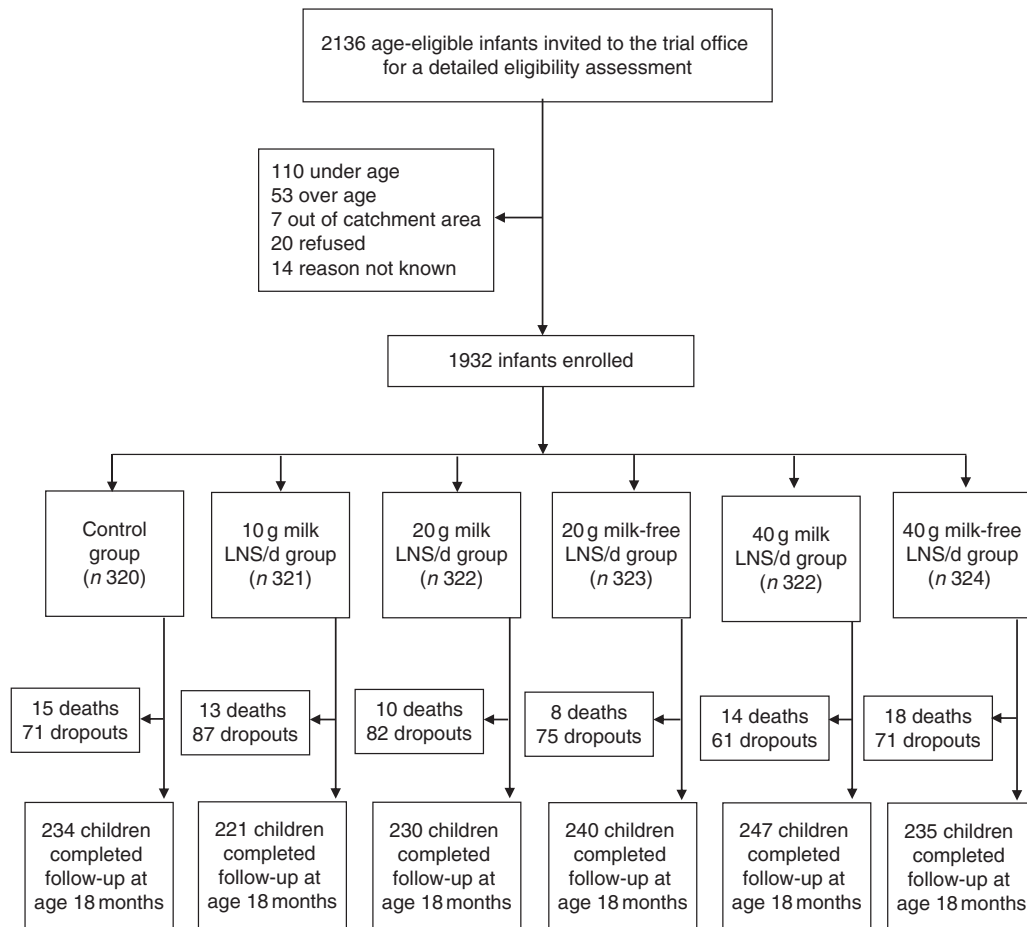 2136 age-eligible infants invited to the trial office
for a detailed eligibility assessment
110 under age
53 over age
7 out of catchment area
20 refused
14 reason not known
1932 infants enrolled
Control
group
(n 320)
10 g milk
LNS/d group
(n 321)
20 g milk
LNS/d group
(n 322)
20 g milk-free
LNS/d group
(n 323)
40 g milk
LNS/d group
(n 322)
40 g milk-free
LNS/d group
(n 324)
15 deaths
71 dropouts
13 deaths
87 dropouts
10 deaths
82 dropouts
8 deaths
75 dropouts
14 deaths
61 dropouts
18 deaths
71 dropouts
234 children
completed
follow-up at
age 18 months
221 children
completed
follow-up at
age 18 months
230 children
completed
follow-up at
age 18 months
240 children
completed
follow-up at
age 18 months
247 children
completed
follow-up at
age 18 months
235 children
completed
follow-up at
age 18 months